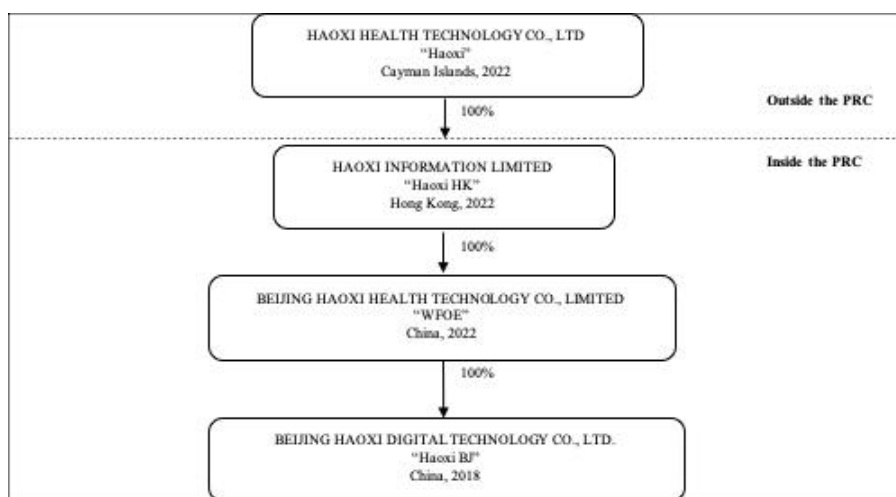 HAOXI HEALTH TECHNOLOGY CO., LTD
“Haoxi”
Cayman Islands, 2022
100%
Outside the PRC
Inside the PRC
HAOXI INFORMATION LIMITED
“Haoxi HK”
Hong Kong, 2022
100%
BEIJING HAOXI HEALTH TECHNOLOGY CO., LIMITED
“WFOE”
China, 2022
100%
BEIJING HAOXI DIGITAL TECHNOLOGY CO., LTD.
“Haoxi BJ”
China, 2018